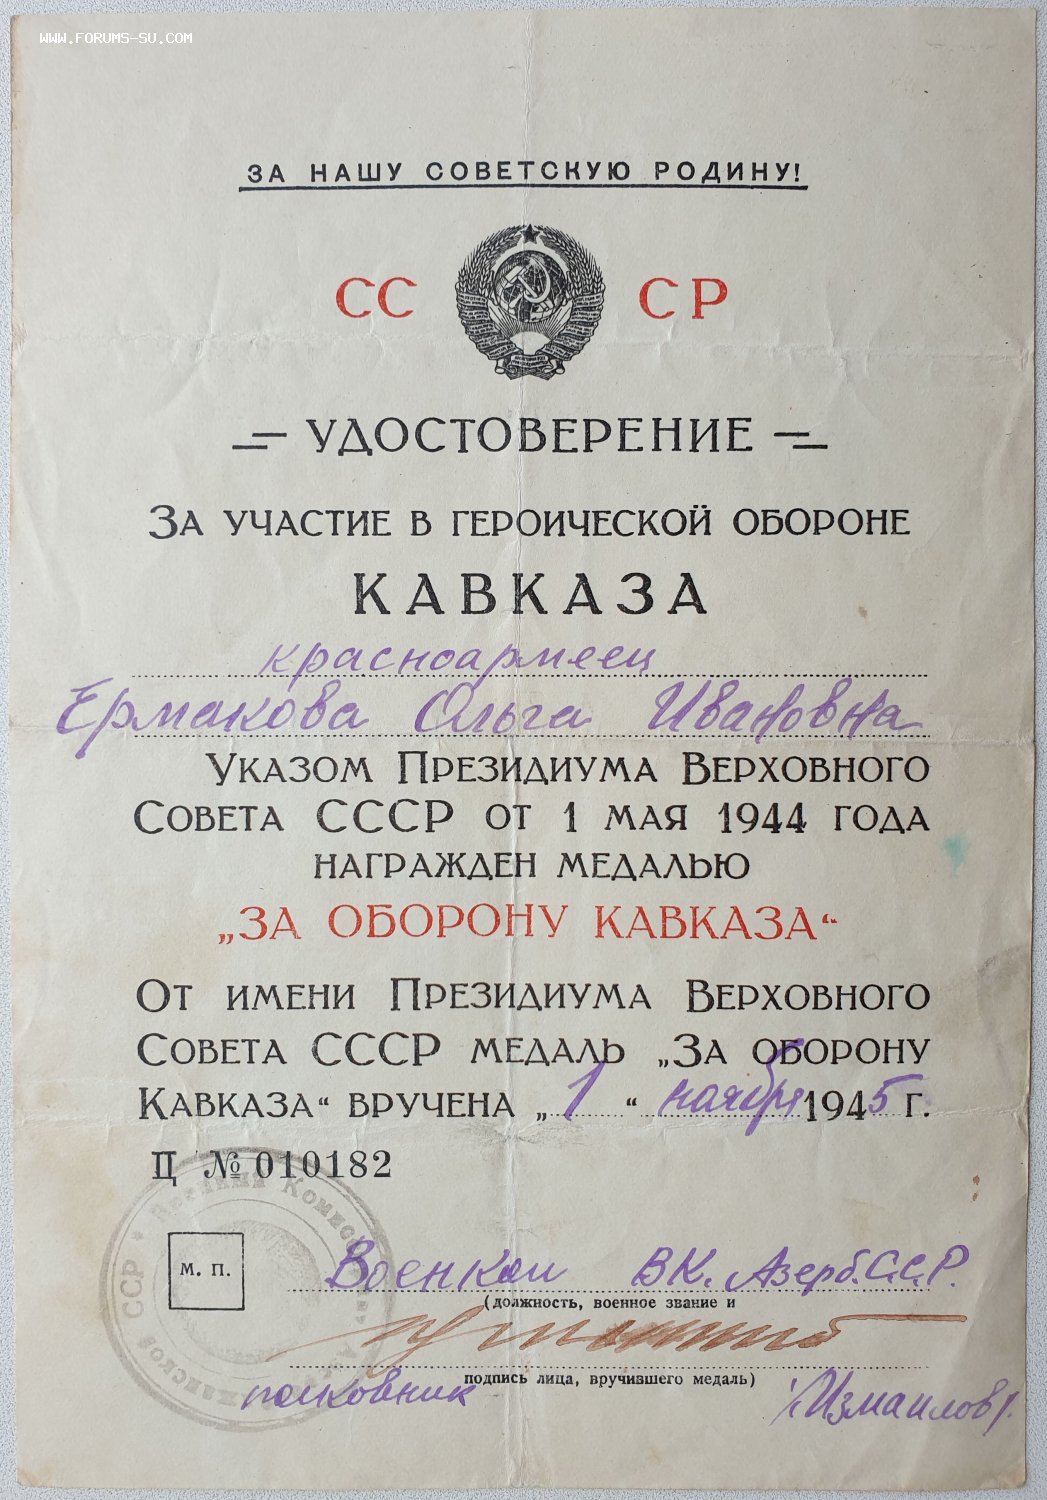 WWW.FORUMS-SU.COM
ЗА НАШУ СОВЕТСКУЮ РОДИНУ!
СС СР
УДОСТОВЕРЕНИЕ
ЗА УЧАСТИЕ В ГЕРОИЧЕСКОЙ ОБОРОНЕ
КАВКАЗА
красноармеец
Ермакова Ольга Ивановна
УКАЗОМ ПРЕЗИДИУМА ВЕРХОВНОГО
СОВЕТА СССР ОТ 1 МАЯ 1944 ГОДА
НАГРАЖДЕН МЕДАЛЬЮ
„ЗА ОБОРОНУ КАВКАЗА“
ОТ ИМЕНИ ПРЕЗИДИУМА ВЕРХОВНОГО
СОВЕТА СССР МЕДАЛЬ „ЗА ОБОРОНУ
КАВКАЗА“ ВРУЧЕНА „1“ ноября 1945 Г.
Ц № 010182
М. П.
Военком ВК. Азерб.С.С.Р.
(должность, военное звание и
подпись лица, вручившего медаль)
полковник /Измаилов/.